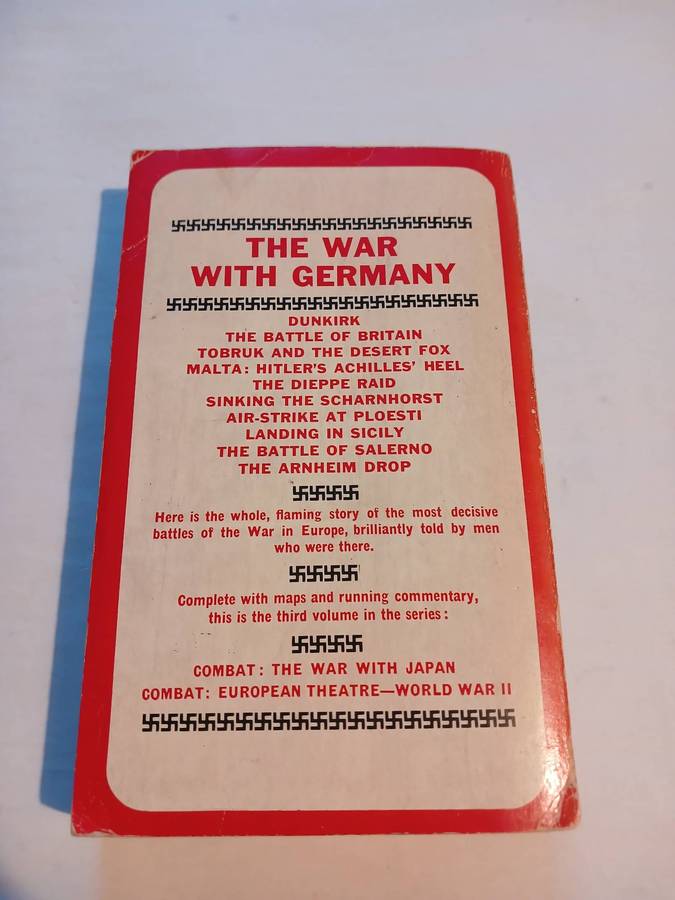 THE WAR
WITH GERMANY
DUNKIRK
THE BATTLE OF BRITAIN
TOBRUK AND THE DESERT FOX
MALTA: HITLER'S ACHILLES' HEEL
THE DIEPPE RAID
SINKING THE SCHARNHORST
AIR-STRIKE AT PLOESTI
LANDING IN SICILY
THE BATTLE OF SALERNO
THE ARNHEIM DROP
Here is the whole, flaming story of the most decisive
battles of the War in Europe, brilliantly told by men
who were there.
Complete with maps and running commentary,
this is the third volume in the series:
COMBAT: THE WAR WITH JAPAN
COMBAT: EUROPEAN THEATRE—WORLD WAR II